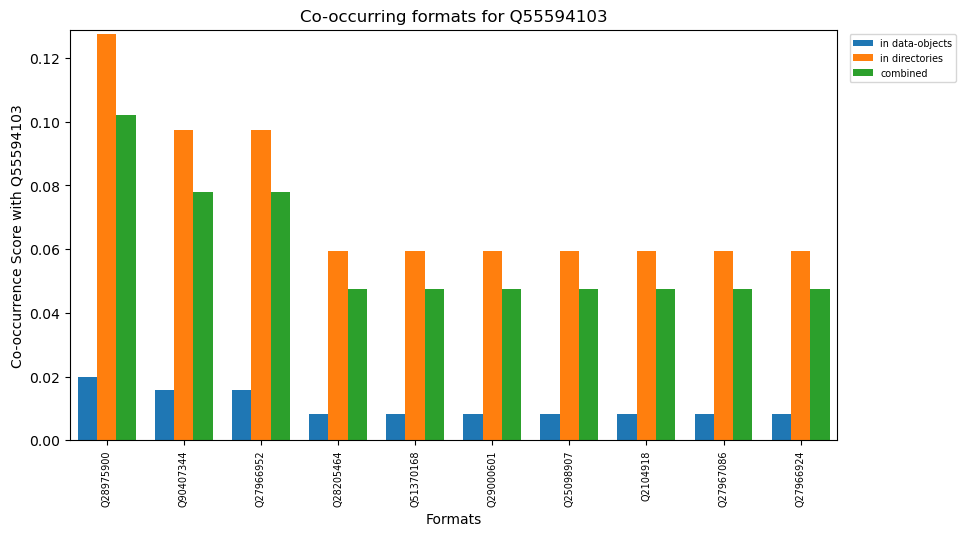 Co-occurring formats for Q55594103
in data-objects
in directories
combined
Co-occurrence Score with Q55594103
0.12
0.10
0.08
0.06
0.04
0.02
0.00
Q28975900
Q90407344
Q27966952
Q28205464
Q51370168
Q29000601
Q25098907
Q2104918
Q27967086
Q27966924
Formats